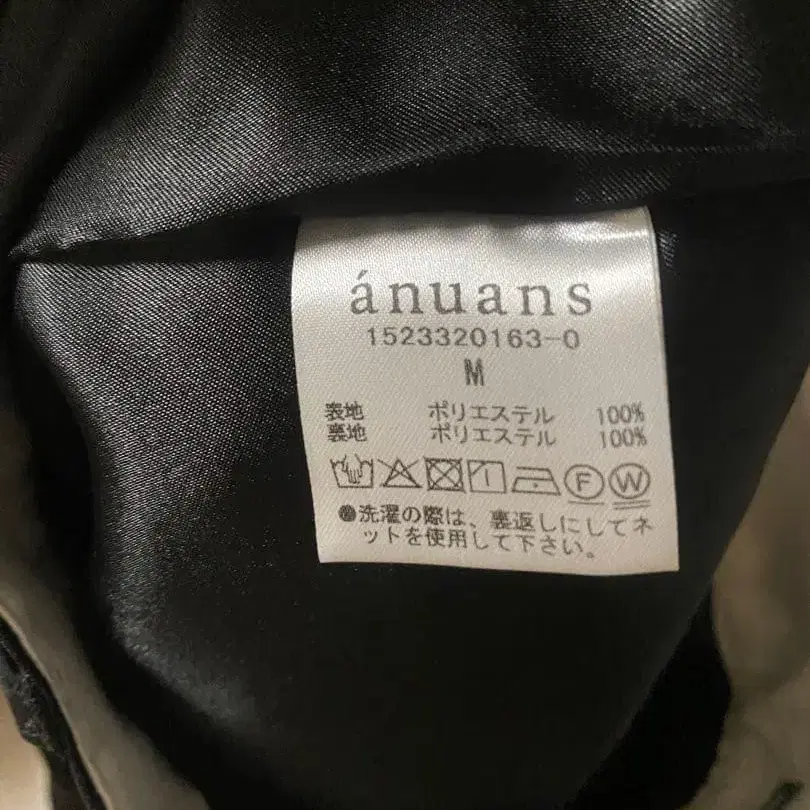 ánuans
1523320163-0
M
表地 ポリエステル 100%
裏地 ポリエステル 100%
F W
●洗濯の際は、裏返しにしてネ
ットを使用して下さい。